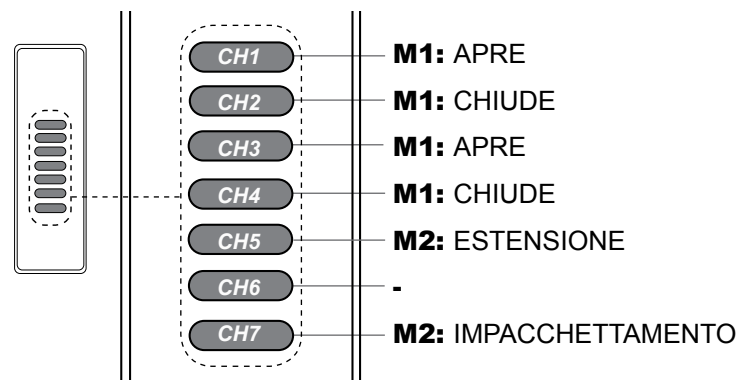 CH1 M1: APRE
CH2 M1: CHIUDE
CH3 M1: APRE
CH4 M1: CHIUDE
CH5 M2: ESTENSIONE
CH6 -
CH7 M2: IMPACCHETTAMENTO